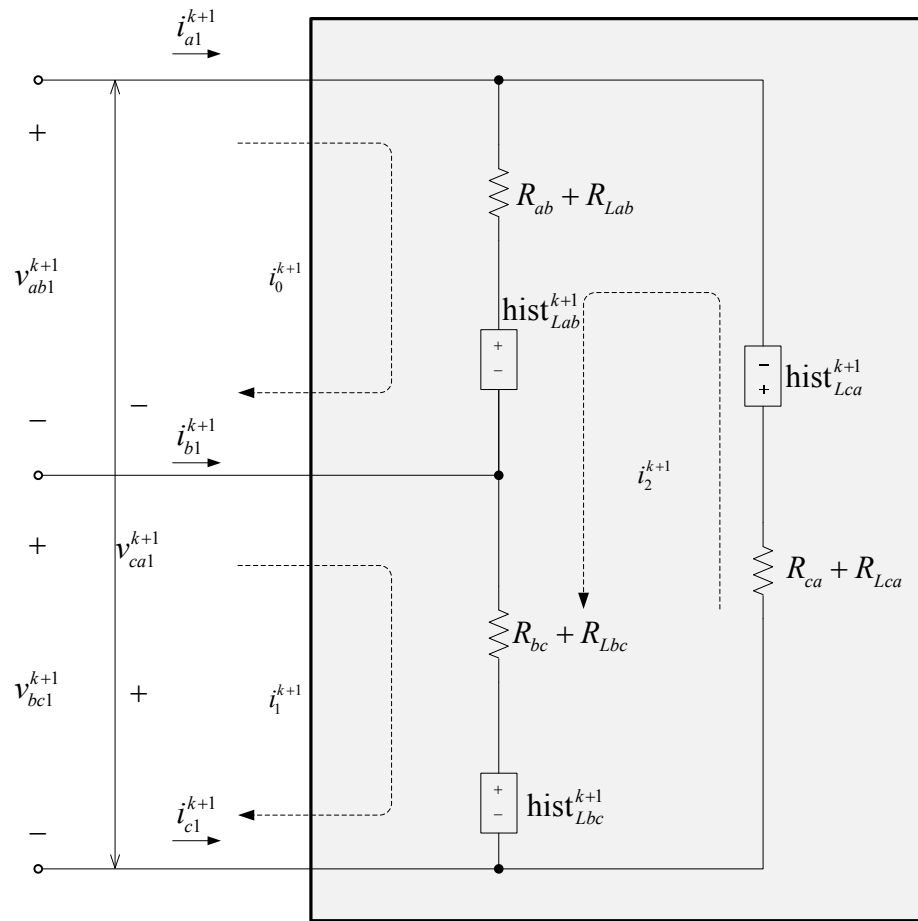 i_{a1}^{k+1}
+
R_{ab} + R_{Lab}
v_{ab1}^{k+1}
i_0^{k+1}
hist_{Lab}^{k+1}
+
−
−
+
hist_{Lca}^{k+1}
−
−
i_{b1}^{k+1}
i_2^{k+1}
+
v_{ca1}^{k+1}
R_{ca} + R_{Lca}
R_{bc} + R_{Lbc}
v_{bc1}^{k+1}
+
i_1^{k+1}
+
−
hist_{Lbc}^{k+1}
i_{c1}^{k+1}
−